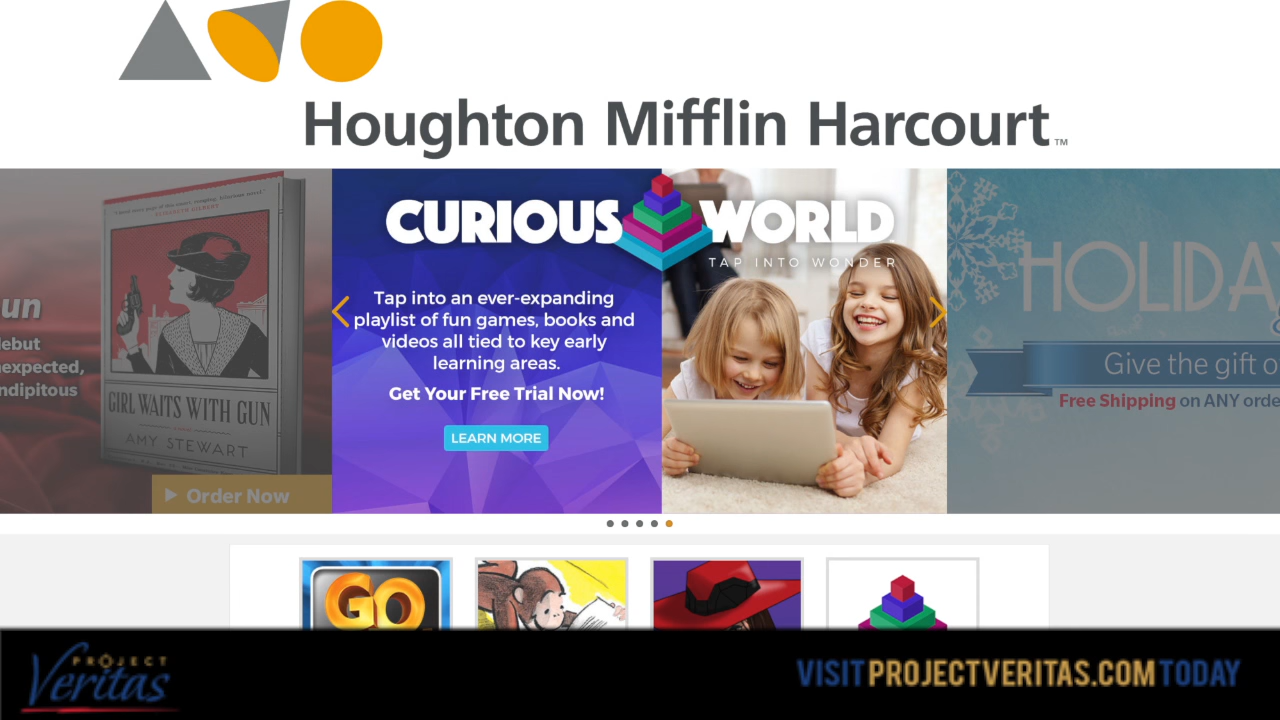 Houghton Mifflin Harcourt™
CURIOUS WORLD
TAP INTO WONDER
Tap into an ever-expanding
playlist of fun games, books and
videos all tied to key early
learning areas.
Get Your Free Trial Now!
LEARN MORE
un
debut
nexpected,
ndipitous
GIRL WAITS WITH GUN
AMY STEWART
Order Now
HOLIDA
Give the gift o
Free Shipping on ANY orde
GO
PROJECT
Veritas
VISIT PROJECTVERITAS.COM TODAY